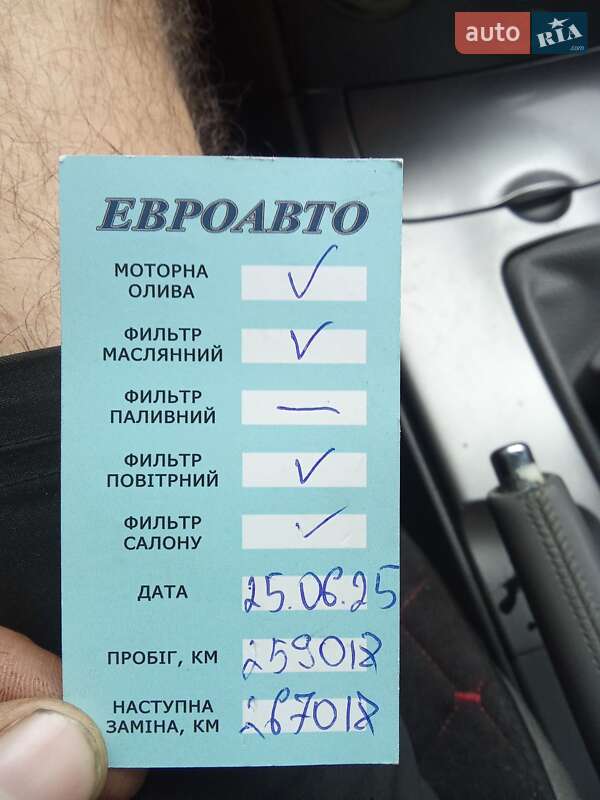 auto RIA.com
ЕВРОАВТО
МОТОРНА
ОЛИВА
ФИЛЬТР
МАСЛЯННИЙ
ФИЛЬТР
ПАЛИВНИЙ
ФИЛЬТР
ПОВІТРНИЙ
ФИЛЬТР
САЛОНУ
ДАТА 25.06.25
ПРОБІГ, КМ 259018
НАСТУПНА
ЗАМІНА, КМ 267018